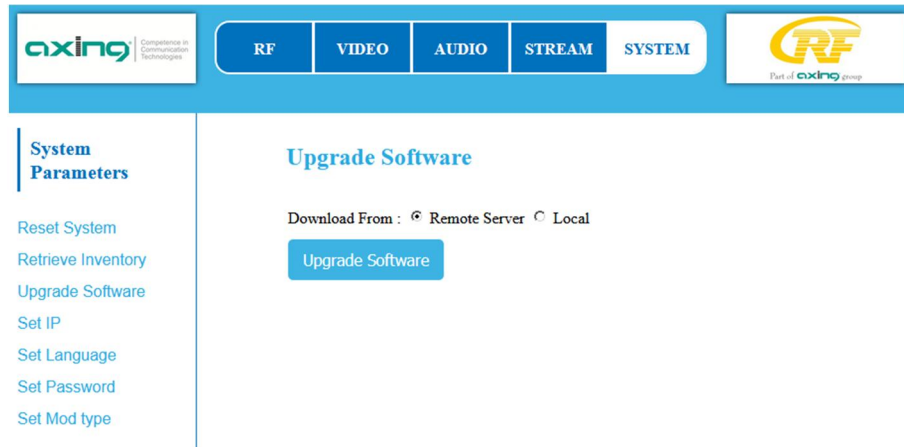 axing Competence in
Communication
Technologies
RF VIDEO AUDIO STREAM SYSTEM
CRF
Part of axing group
System
Parameters
Reset System
Retrieve Inventory
Upgrade Software
Set IP
Set Language
Set Password
Set Mod type
Upgrade Software
Download From : Remote Server Local
Upgrade Software